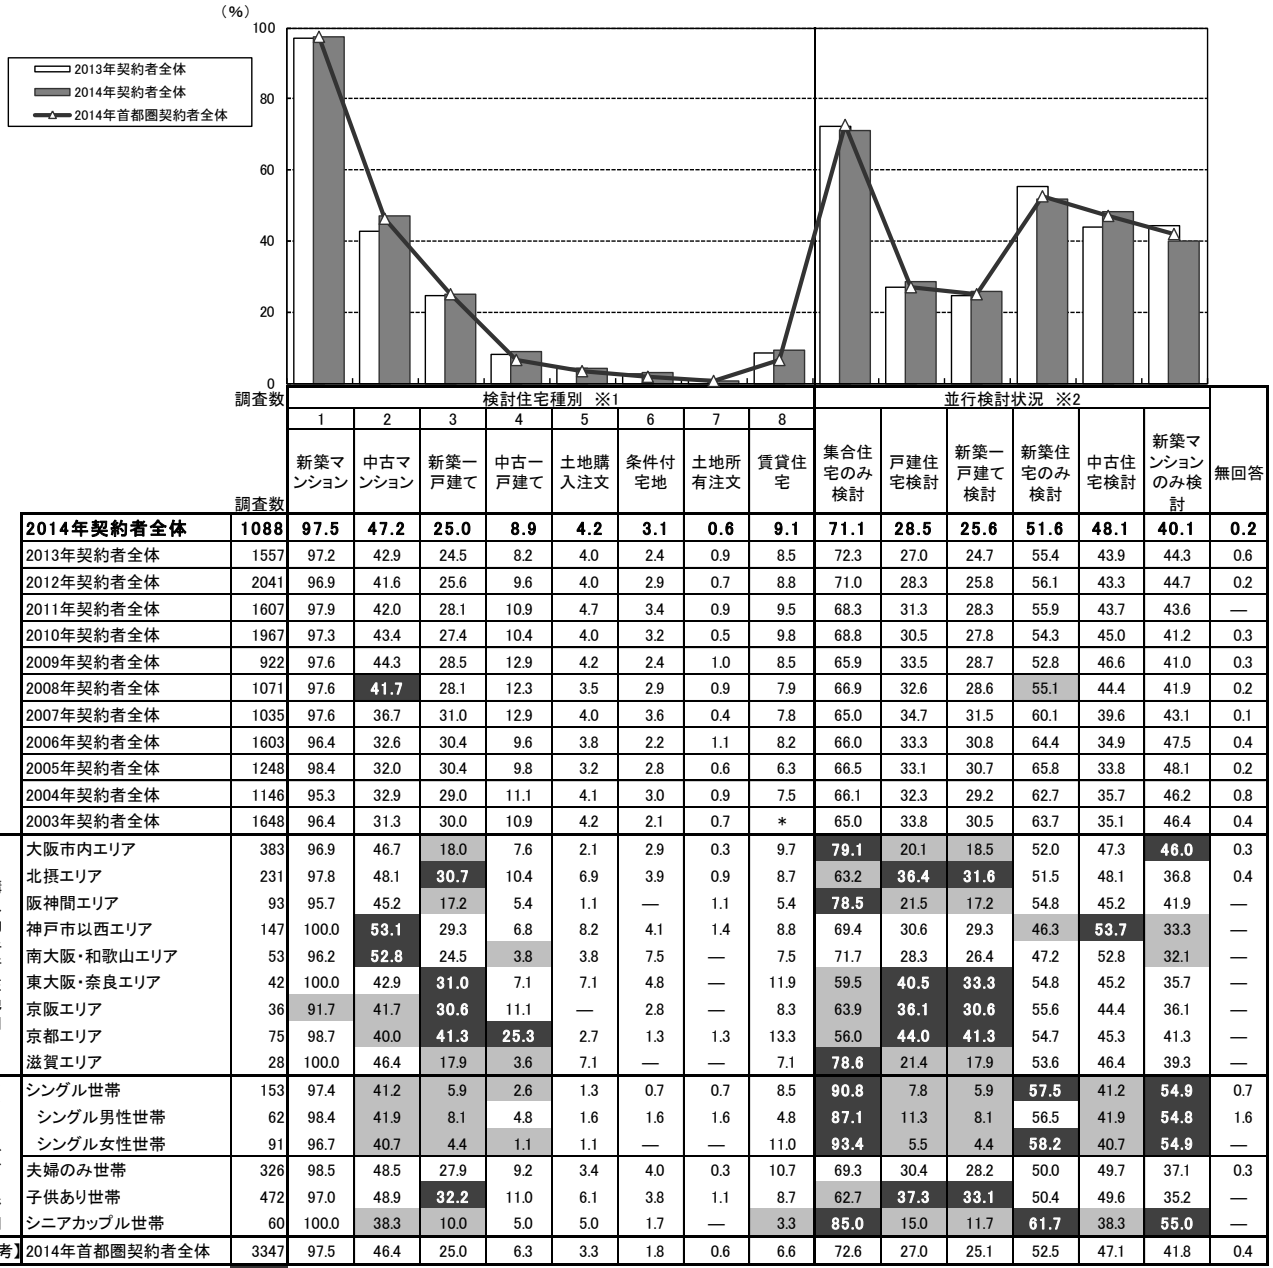 （％）
100
80
60
40
20
0
2013年契約者全体
2014年契約者全体
2014年首都圏契約者全体
調査数 検討住宅種別 ※1 並行検討状況 ※2
1 2 3 4 5 6 7 8
調査数 新築マンション 中古マンション 新築一戸建て 中古一戸建て 土地購入注文 条件付宅地 土地所有注文 賃貸住宅 集合住宅のみ検討 戸建住宅検討 新築一戸建て検討 新築住宅のみ検討 中古住宅検討 新築マンションのみ検討 無回答
2014年契約者全体 1088 97.5 47.2 25.0 8.9 4.2 3.1 0.6 9.1 71.1 28.5 25.6 51.6 48.1 40.1 0.2
2013年契約者全体 1557 97.2 42.9 24.5 8.2 4.0 2.4 0.9 8.5 72.3 27.0 24.7 55.4 43.9 44.3 0.6
2012年契約者全体 2041 96.9 41.6 25.6 9.6 4.0 2.9 0.7 8.8 71.0 28.3 25.8 56.1 43.3 44.7 0.2
2011年契約者全体 1607 97.9 42.0 28.1 10.9 4.7 3.4 0.9 9.5 68.3 31.3 28.3 55.9 43.7 43.6 ―
2010年契約者全体 1967 97.3 43.4 27.4 10.4 4.0 3.2 0.5 9.8 68.8 30.5 27.8 54.3 45.0 41.2 0.3
2009年契約者全体 922 97.6 44.3 28.5 12.9 4.2 2.4 1.0 8.5 65.9 33.5 28.7 52.8 46.6 41.0 0.3
2008年契約者全体 1071 97.6 41.7 28.1 12.3 3.5 2.9 0.9 7.9 66.9 32.6 28.6 55.1 44.4 41.9 0.2
2007年契約者全体 1035 97.6 36.7 31.0 12.9 4.0 3.6 0.4 7.8 65.0 34.7 31.5 60.1 39.6 43.1 0.1
2006年契約者全体 1603 96.4 32.6 30.4 9.6 3.8 2.2 1.1 8.2 66.0 33.3 30.8 64.4 34.9 47.5 0.4
2005年契約者全体 1248 98.4 32.0 30.4 9.8 3.2 2.8 0.6 6.3 66.5 33.1 30.7 65.8 33.8 48.1 0.2
2004年契約者全体 1146 95.3 32.9 29.0 11.1 4.1 3.0 0.9 7.5 66.1 32.3 29.2 62.7 35.7 46.2 0.8
2003年契約者全体 1648 96.4 31.3 30.0 10.9 4.2 2.1 0.7 * 65.0 33.8 30.5 63.7 35.1 46.4 0.4
大阪市内エリア 383 96.9 46.7 18.0 7.6 2.1 2.9 0.3 9.7 79.1 20.1 18.5 52.0 47.3 46.0 0.3
北摂エリア 231 97.8 48.1 30.7 10.4 6.9 3.9 0.9 8.7 63.2 36.4 31.6 51.5 48.1 36.8 0.4
阪神間エリア 93 95.7 45.2 17.2 5.4 1.1 ― 1.1 5.4 78.5 21.5 17.2 54.8 45.2 41.9 ―
神戸市以西エリア 147 100.0 53.1 29.3 6.8 8.2 4.1 1.4 8.8 69.4 30.6 29.3 46.3 53.7 33.3 ―
南大阪・和歌山エリア 53 96.2 52.8 24.5 3.8 3.8 7.5 ― 7.5 71.7 28.3 26.4 47.2 52.8 32.1 ―
東大阪・奈良エリア 42 100.0 42.9 31.0 7.1 7.1 4.8 ― 11.9 59.5 40.5 33.3 54.8 45.2 35.7 ―
京阪エリア 36 91.7 41.7 30.6 11.1 ― 2.8 ― 8.3 63.9 36.1 30.6 55.6 44.4 36.1 ―
京都エリア 75 98.7 40.0 41.3 25.3 2.7 1.3 1.3 13.3 56.0 44.0 41.3 54.7 45.3 41.3 ―
滋賀エリア 28 100.0 46.4 17.9 3.6 7.1 ― ― 7.1 78.6 21.4 17.9 53.6 46.4 39.3 ―
シングル世帯 153 97.4 41.2 5.9 2.6 1.3 0.7 0.7 8.5 90.8 7.8 5.9 57.5 41.2 54.9 0.7
シングル男性世帯 62 98.4 41.9 8.1 4.8 1.6 1.6 1.6 4.8 87.1 11.3 8.1 56.5 41.9 54.8 1.6
シングル女性世帯 91 96.7 40.7 4.4 1.1 1.1 ― ― 11.0 93.4 5.5 4.4 58.2 40.7 54.9 ―
夫婦のみ世帯 326 98.5 48.5 27.9 9.2 3.4 4.0 0.3 10.7 69.3 30.4 28.2 50.0 49.7 37.1 0.3
子供あり世帯 472 97.0 48.9 32.2 11.0 6.1 3.8 1.1 8.7 62.7 37.3 33.1 50.4 49.6 35.2 ―
シニアカップル世帯 60 100.0 38.3 10.0 5.0 5.0 1.7 ― 3.3 85.0 15.0 11.7 61.7 38.3 55.0 ―
考】2014年首都圏契約者全体 3347 97.5 46.4 25.0 6.3 3.3 1.8 0.6 6.6 72.6 27.0 25.1 52.5 47.1 41.8 0.4